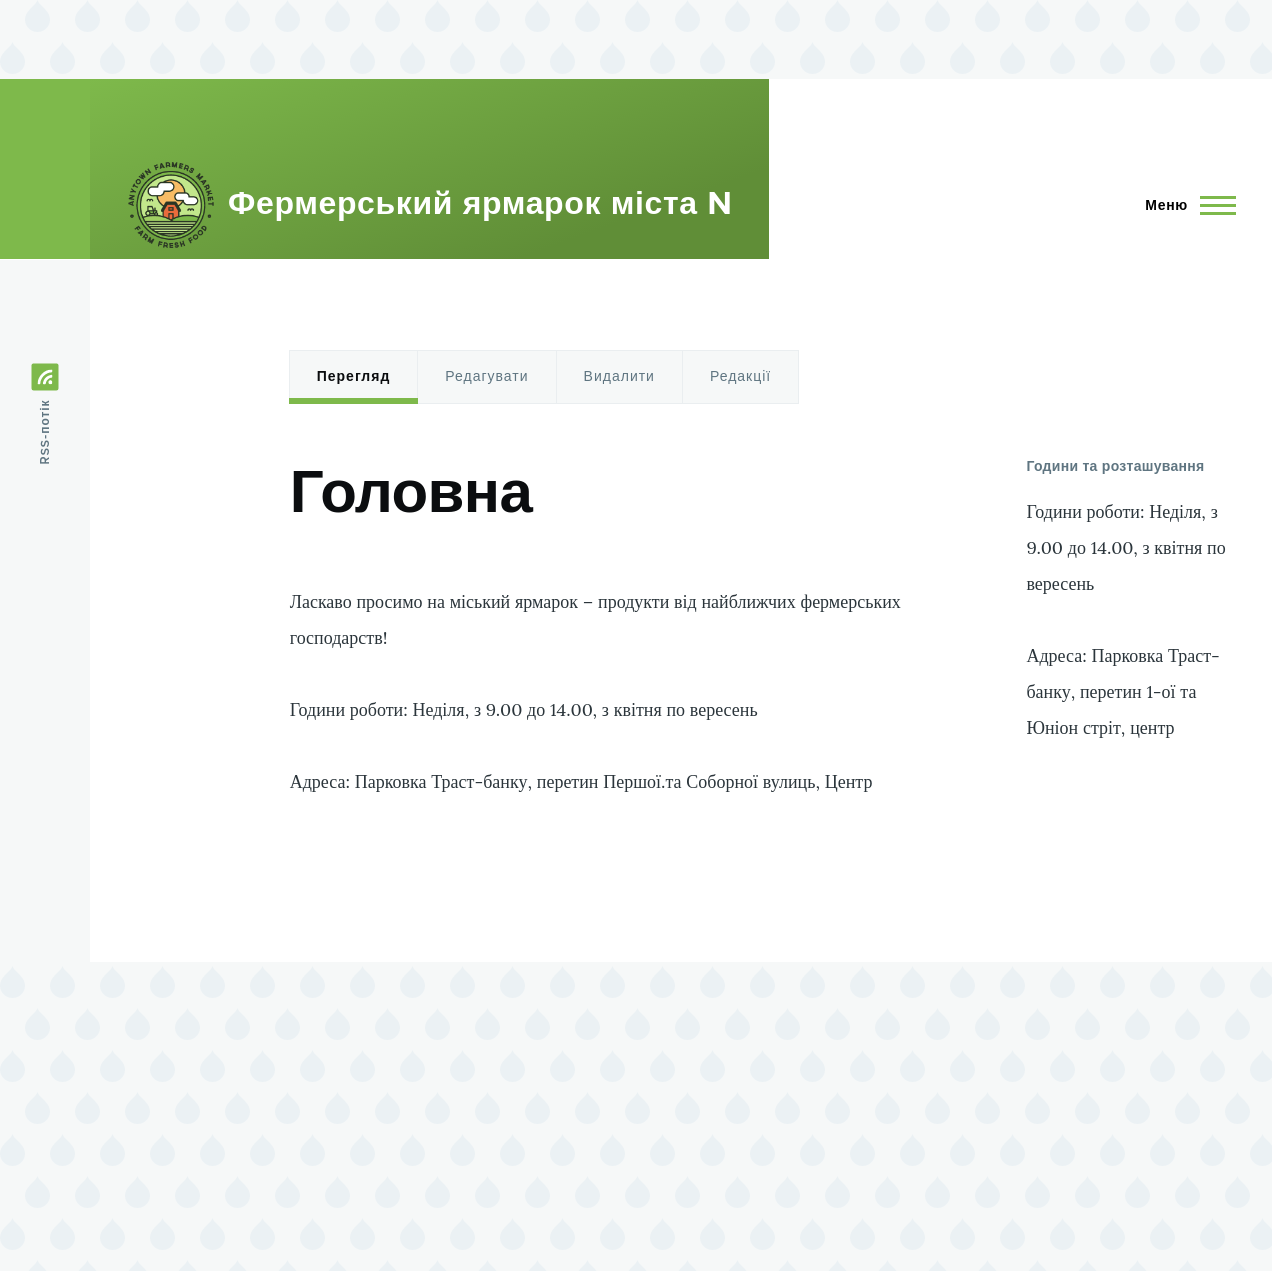 ANYTOWN FARMERS MARKET
FARM FRESH FOOD
Фермерський ярмарок міста N
Меню
RSS-потік
Перегляд
Редагувати
Видалити
Редакції
Головна
Ласкаво просимо на міський ярмарок – продукти від найближчих фермерських
господарств!
Години роботи: Неділя, з 9.00 до 14.00, з квітня по вересень
Адреса: Парковка Траст-банку, перетин Першої.та Соборної вулиць, Центр
Години та розташування
Години роботи: Неділя, з
9.00 до 14.00, з квітня по
вересень
Адреса: Парковка Траст-
банку, перетин 1-ої та
Юніон стріт, центр